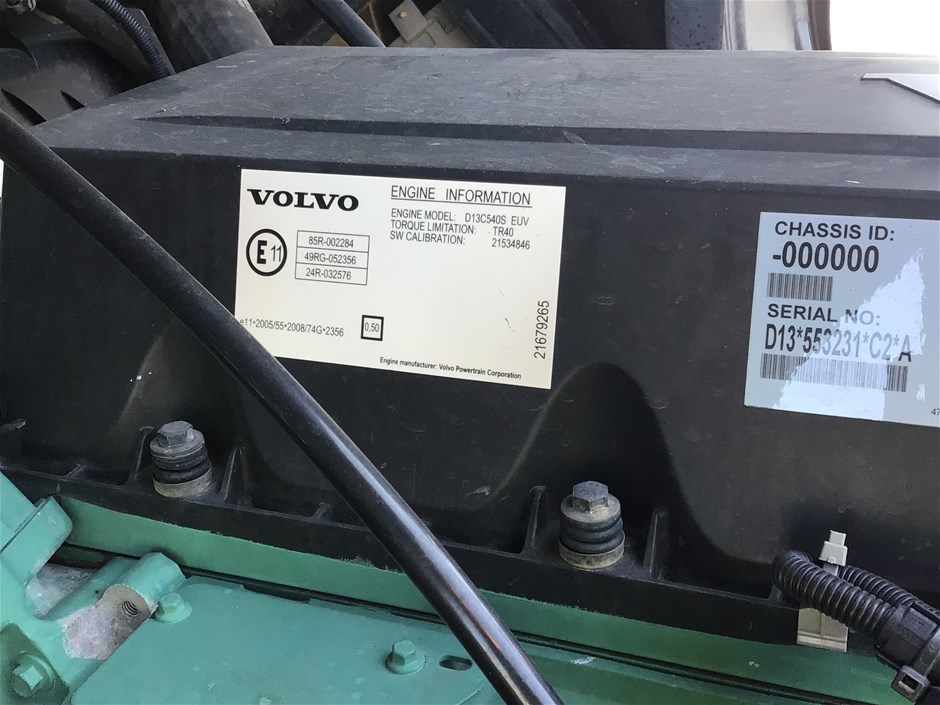 VOLVO
ENGINE INFORMATION
ENGINE MODEL: D13C540S EUV
TORQUE LIMITATION: TR40
SW CALIBRATION: 21534846
E 11
85R-002284
49RG-052356
24R-032576
e11*2005/55*2008/74G*2356
0,50
21679265
Engine manufacturer: Volvo Powertrain Corporation
CHASSIS ID:
-000000
SERIAL NO:
D13*553231*C2*A
47